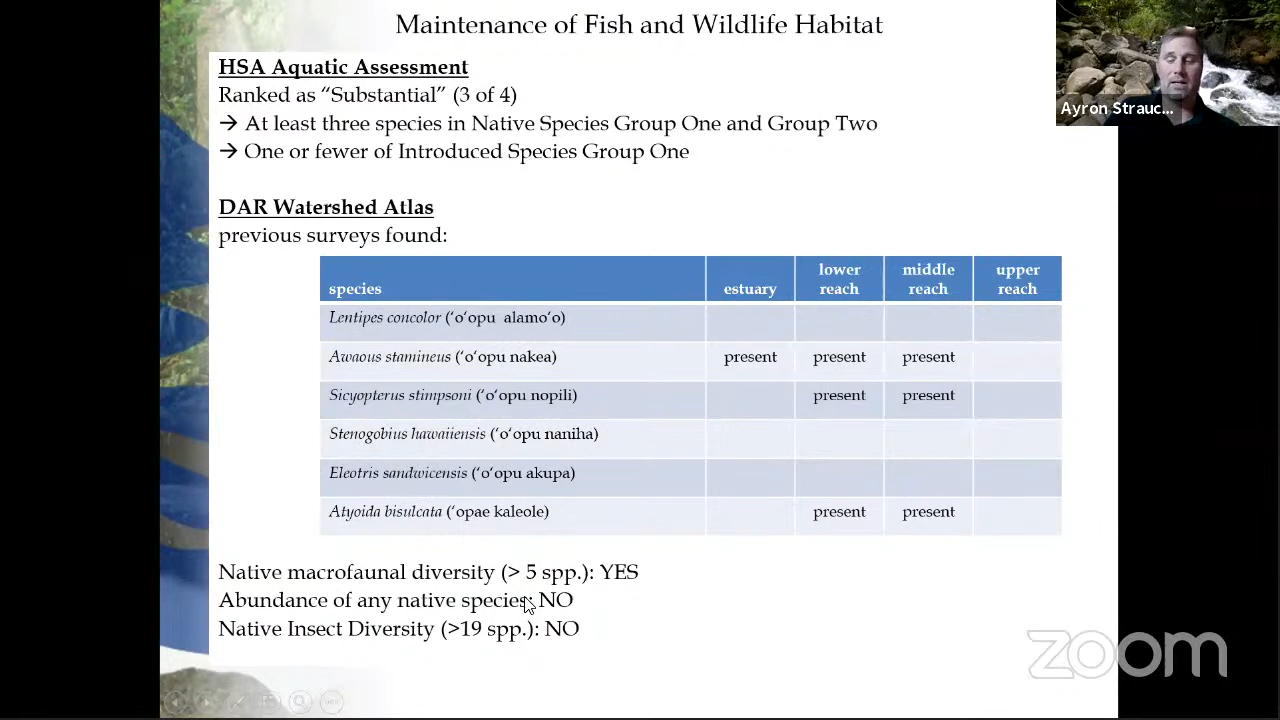 Maintenance of Fish and Wildlife Habitat
HSA Aquatic Assessment
Ranked as “Substantial” (3 of 4)
→ At least three species in Native Species Group One and Group Two
→ One or fewer of Introduced Species Group One
Ayron Strauc...
DAR Watershed Atlas
previous surveys found:
species estuary lower reach middle reach upper reach
Lentipes concolor (‘o‘opu alamo‘o)
Awaous stamineus (‘o‘opu nakea) present present present
Sicyopterus stimpsoni (‘o‘opu nopili) present present
Stenogobius hawaiiensis (‘o‘opu naniha)
Eleotris sandwicensis (‘o‘opu akupa)
Atyoida bisulcata (‘opae kaleole) present present
Native macrofaunal diversity (> 5 spp.): YES
Abundance of any native species: NO
Native Insect Diversity (>19 spp.): NO
zoom